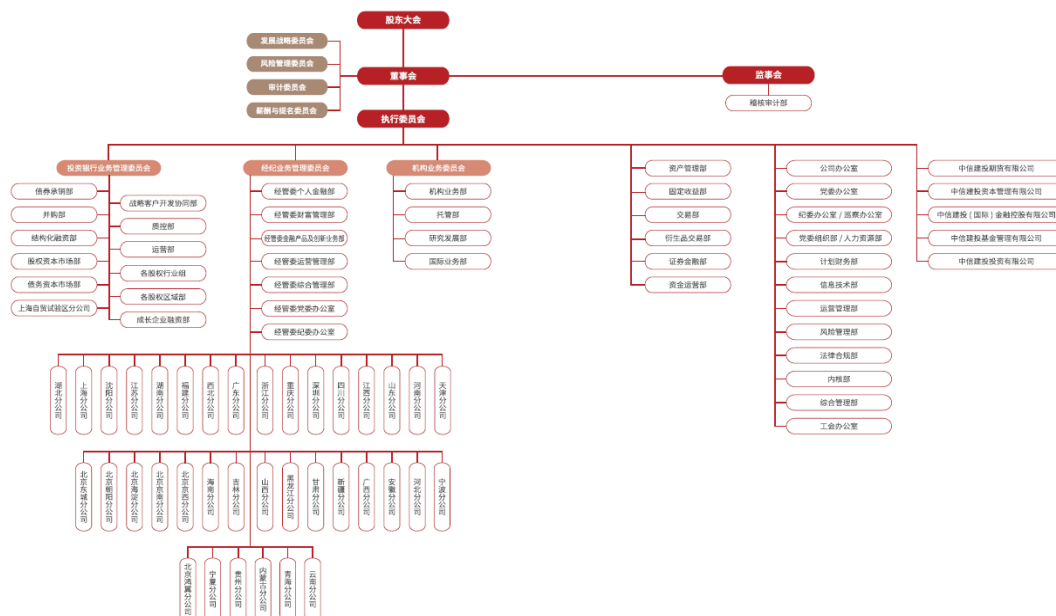 股东大会
发展战略委员会
风险管理委员会
审计委员会
薪酬与提名委员会
董事会
监事会
稽核审计部
执行委员会
投资银行业务管理委员会
债券承销部
并购部
结构化融资部
股权资本市场部
债务资本市场部
上海自贸试验区分公司
战略客户开发协同部
质控部
运营部
各股权行业组
各股权区域部
成长企业融资部
经纪业务管理委员会
经管委个人金融部
经管委财富管理部
经管委金融产品及创新业务部
经管委运营管理部
经管委综合管理部
经管委党委办公室
经管委纪委办公室
机构业务委员会
机构业务部
托管部
研究发展部
国际业务部
资产管理部
固定收益部
交易部
衍生品交易部
证券金融部
资金运营部
公司办公室
党委办公室
纪委办公室 / 巡察办公室
党委组织部 / 人力资源部
计划财务部
信息技术部
运营管理部
风险管理部
法律合规部
内核部
综合管理部
工会办公室
中信建投期货有限公司
中信建投资本管理有限公司
中信建投（国际）金融控股有限公司
中信建投基金管理有限公司
中信建投投资有限公司
湖北分公司
上海分公司
沈阳分公司
江苏分公司
湖南分公司
福建分公司
西北分公司
广东分公司
浙江分公司
重庆分公司
深圳分公司
四川分公司
江西分公司
山东分公司
河南分公司
天津分公司
北京东城分公司
北京朝阳分公司
北京海淀分公司
北京京南分公司
北京京西分公司
海南分公司
吉林分公司
山西分公司
黑龙江分公司
甘肃分公司
新疆分公司
广西分公司
安徽分公司
河北分公司
宁波分公司
北京鸿翼分公司
宁夏分公司
贵州分公司
内蒙古分公司
青海分公司
云南分公司